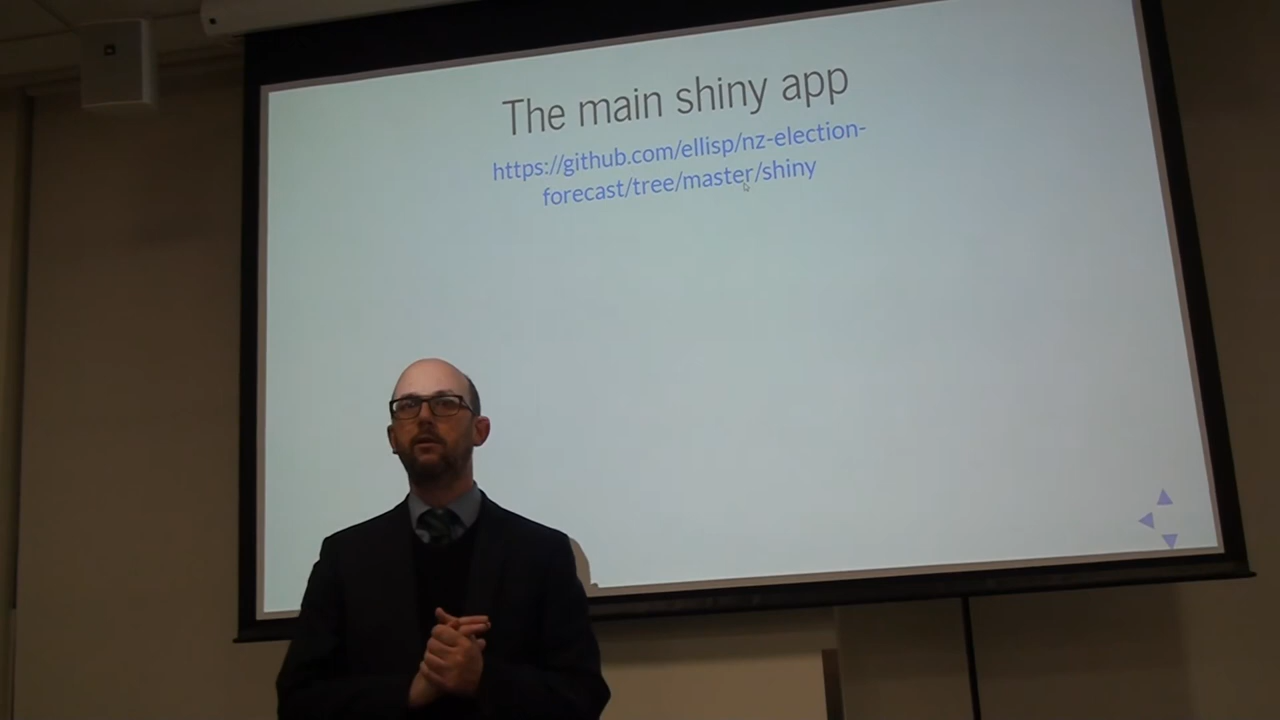 The main shiny app
https://github.com/ellisp/nz-election-
forecast/tree/master/shiny